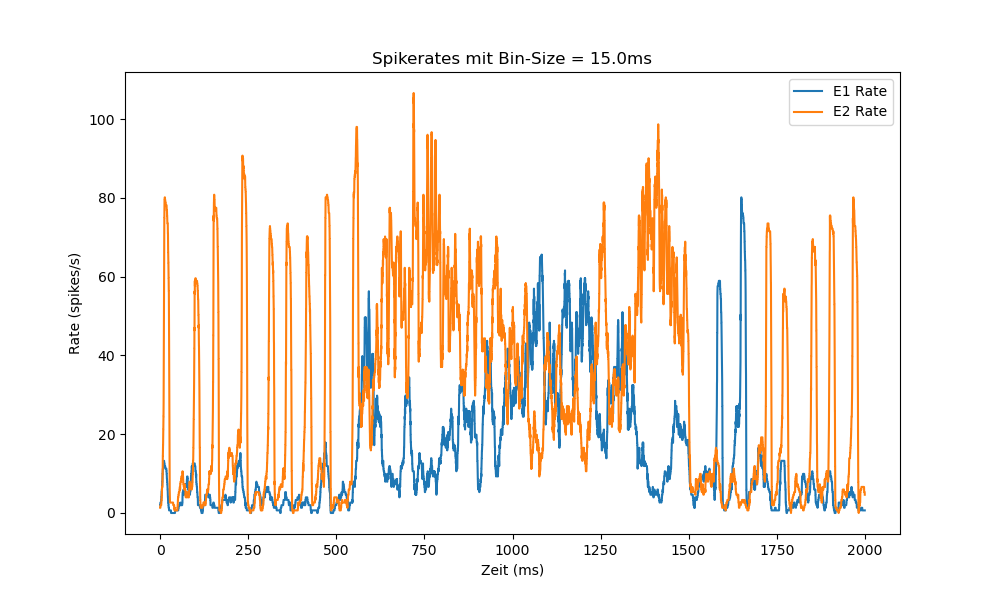 Spikerates mit Bin-Size = 15.0ms
E1 Rate
E2 Rate
Rate (spikes/s)
100
80
60
40
20
0
0 250 500 750 1000 1250 1500 1750 2000
Zeit (ms)